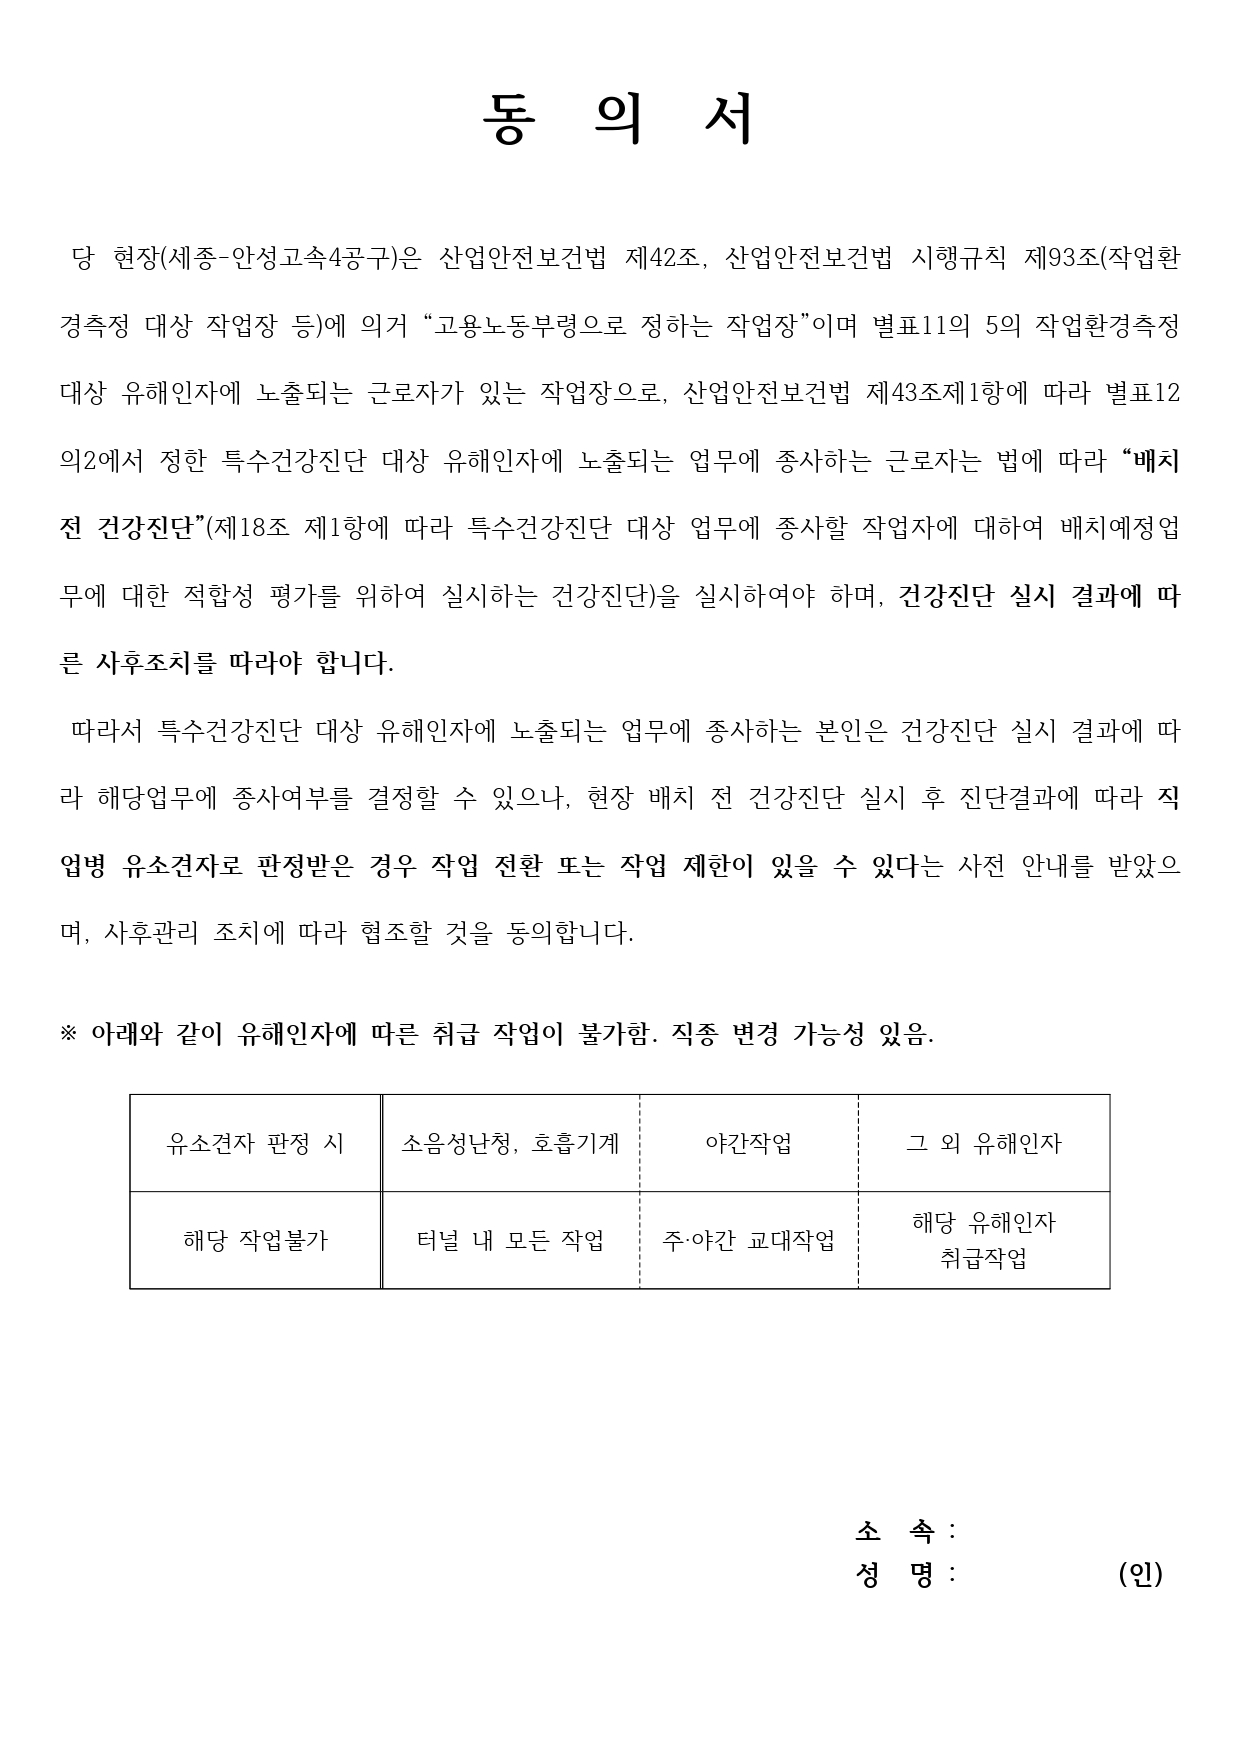 동 의 서
당 현장(세종-안성고속4공구)은 산업안전보건법 제42조, 산업안전보건법 시행규칙 제93조(작업환
경측정 대상 작업장 등)에 의거 “고용노동부령으로 정하는 작업장”이며 별표11의 5의 작업환경측정
대상 유해인자에 노출되는 근로자가 있는 작업장으로, 산업안전보건법 제43조제1항에 따라 별표12
의2에서 정한 특수건강진단 대상 유해인자에 노출되는 업무에 종사하는 근로자는 법에 따라 “배치
전 건강진단”(제18조 제1항에 따라 특수건강진단 대상 업무에 종사할 작업자에 대하여 배치예정업
무에 대한 적합성 평가를 위하여 실시하는 건강진단)을 실시하여야 하며, 건강진단 실시 결과에 따
른 사후조치를 따라야 합니다.
따라서 특수건강진단 대상 유해인자에 노출되는 업무에 종사하는 본인은 건강진단 실시 결과에 따
라 해당업무에 종사여부를 결정할 수 있으나, 현장 배치 전 건강진단 실시 후 진단결과에 따라 직
업병 유소견자로 판정받은 경우 작업 전환 또는 작업 제한이 있을 수 있다는 사전 안내를 받았으
며, 사후관리 조치에 따라 협조할 것을 동의합니다.
※ 아래와 같이 유해인자에 따른 취급 작업이 불가함. 직종 변경 가능성 있음.
유소견자 판정 시 소음성난청, 호흡기계 야간작업 그 외 유해인자
해당 작업불가 터널 내 모든 작업 주·야간 교대작업 해당 유해인자
취급작업
소 속 :
성 명 : (인)